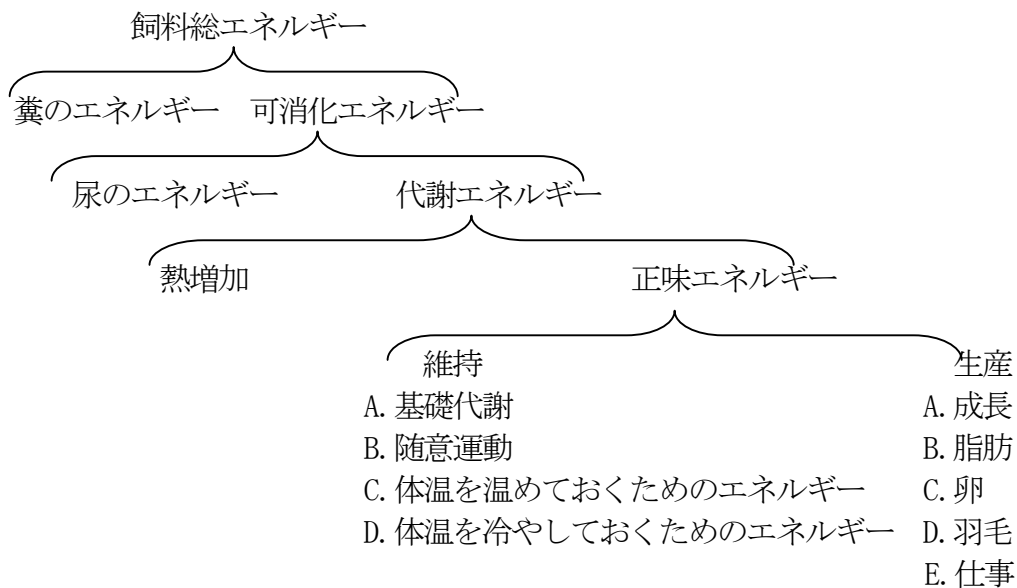 飼料総エネルギー
糞のエネルギー 可消化エネルギー
尿のエネルギー 代謝エネルギー
熱増加 正味エネルギー
維持 生産
A. 基礎代謝 A. 成長
B. 随意運動 B. 脂肪
C. 体温を温めておくためのエネルギー C. 卵
D. 体温を冷やしておくためのエネルギー D. 羽毛
E. 仕事